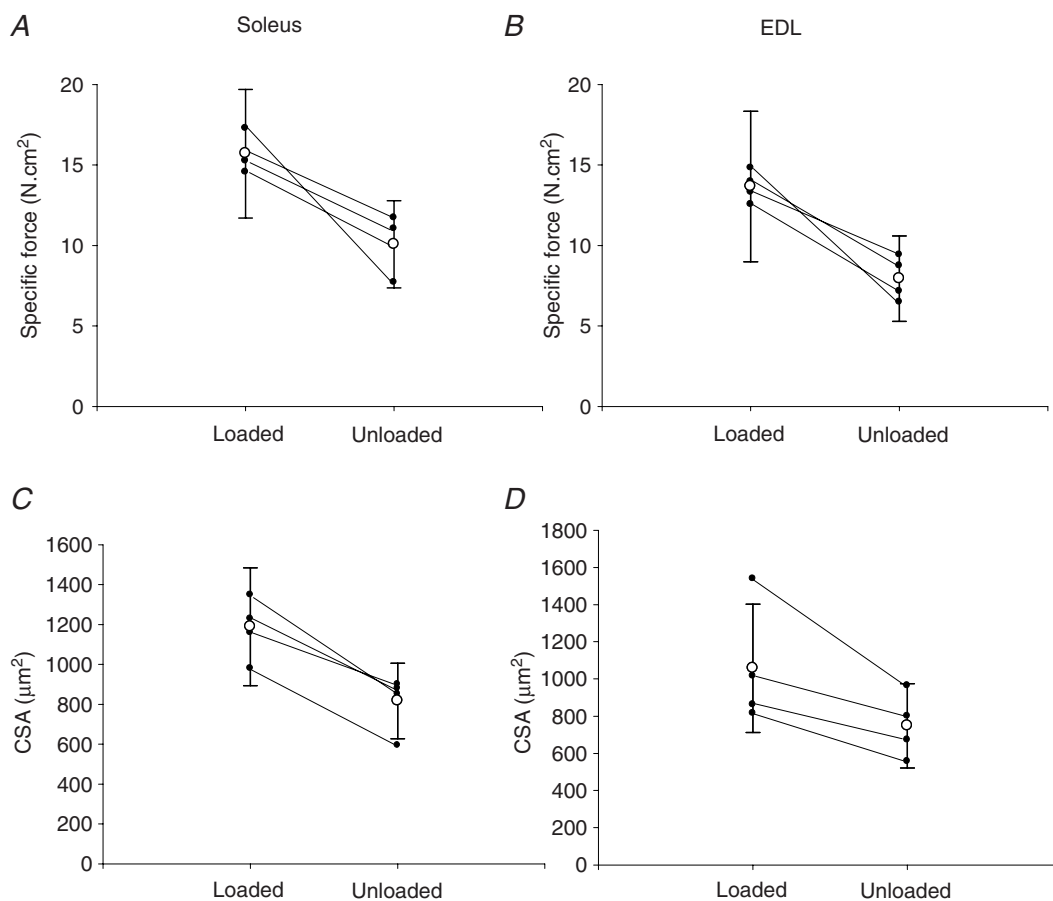 A
Soleus
B
EDL
20
15
10
5
0
Specific force (N.cm²)
Loaded
Unloaded
20
15
10
5
0
Specific force (N.cm²)
Loaded
Unloaded
C
1600
1400
1200
1000
800
600
400
200
0
CSA (μm²)
Loaded
Unloaded
D
1800
1600
1400
1200
1000
800
600
400
200
0
CSA (μm²)
Loaded
Unloaded